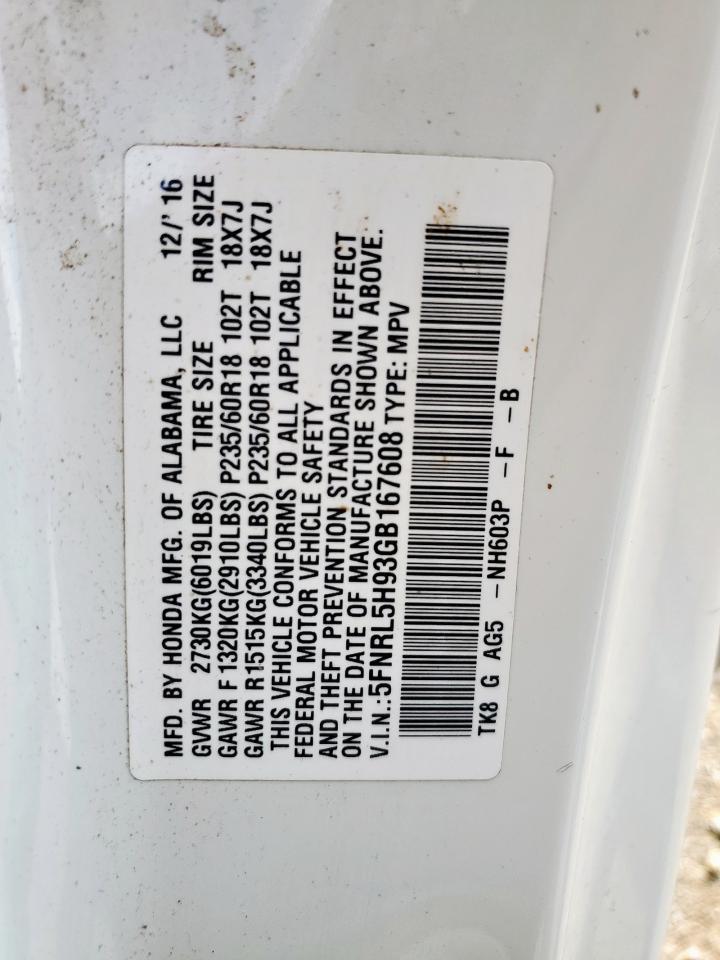 MFD. BY HONDA MFG. OF ALABAMA, LLC 12/' 16
GVWR 2730KG(6019LBS) TIRE SIZE RIM SIZE
GAWR F 1320KG(2910LBS) P235/60R18 102T 18X7J
GAWR R 1515KG(3340LBS) P235/60R18 102T 18X7J
THIS VEHICLE CONFORMS TO ALL APPLICABLE
FEDERAL MOTOR VEHICLE SAFETY
AND THEFT PREVENTION STANDARDS IN EFFECT
ON THE DATE OF MANUFACTURE SHOWN ABOVE.
V.I.N.:5FNRL5H93GB167608 TYPE: MPV
TK8 G AG5 -NH603P -F -B